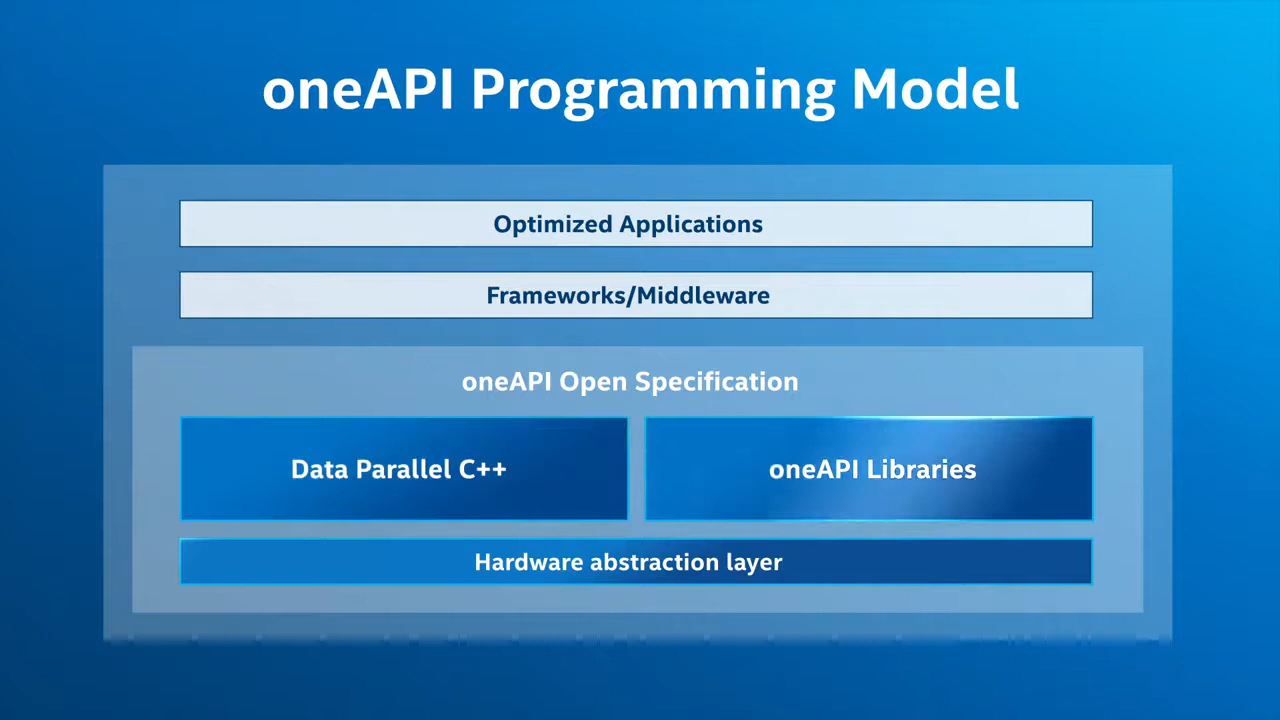 oneAPI Programming Model
Optimized Applications
Frameworks/Middleware
oneAPI Open Specification
Data Parallel C++
oneAPI Libraries
Hardware abstraction layer